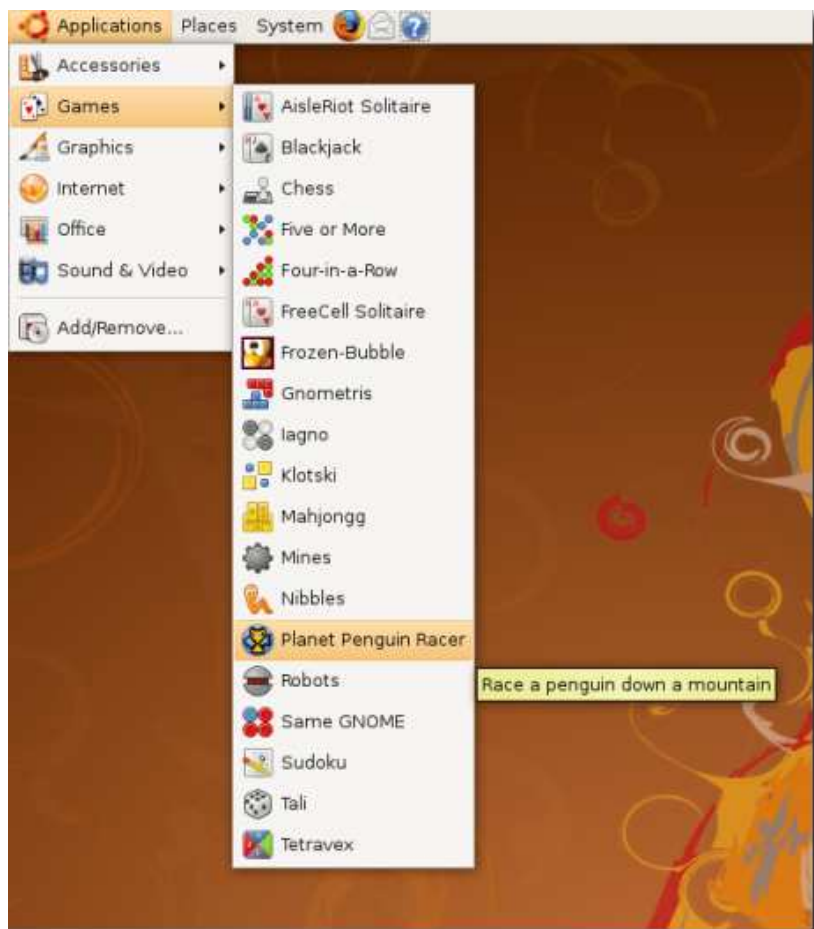 Applications Places System
Accessories
Games
Graphics
Internet
Office
Sound & Video
Add/Remove...
AisleRiot Solitaire
Blackjack
Chess
Five or More
Four-in-a-Row
FreeCell Solitaire
Frozen-Bubble
Gnometris
Iagno
Klotski
Mahjongg
Mines
Nibbles
Planet Penguin Racer
Robots
Same GNOME
Sudoku
Tali
Tetravex
Race a penguin down a mountain